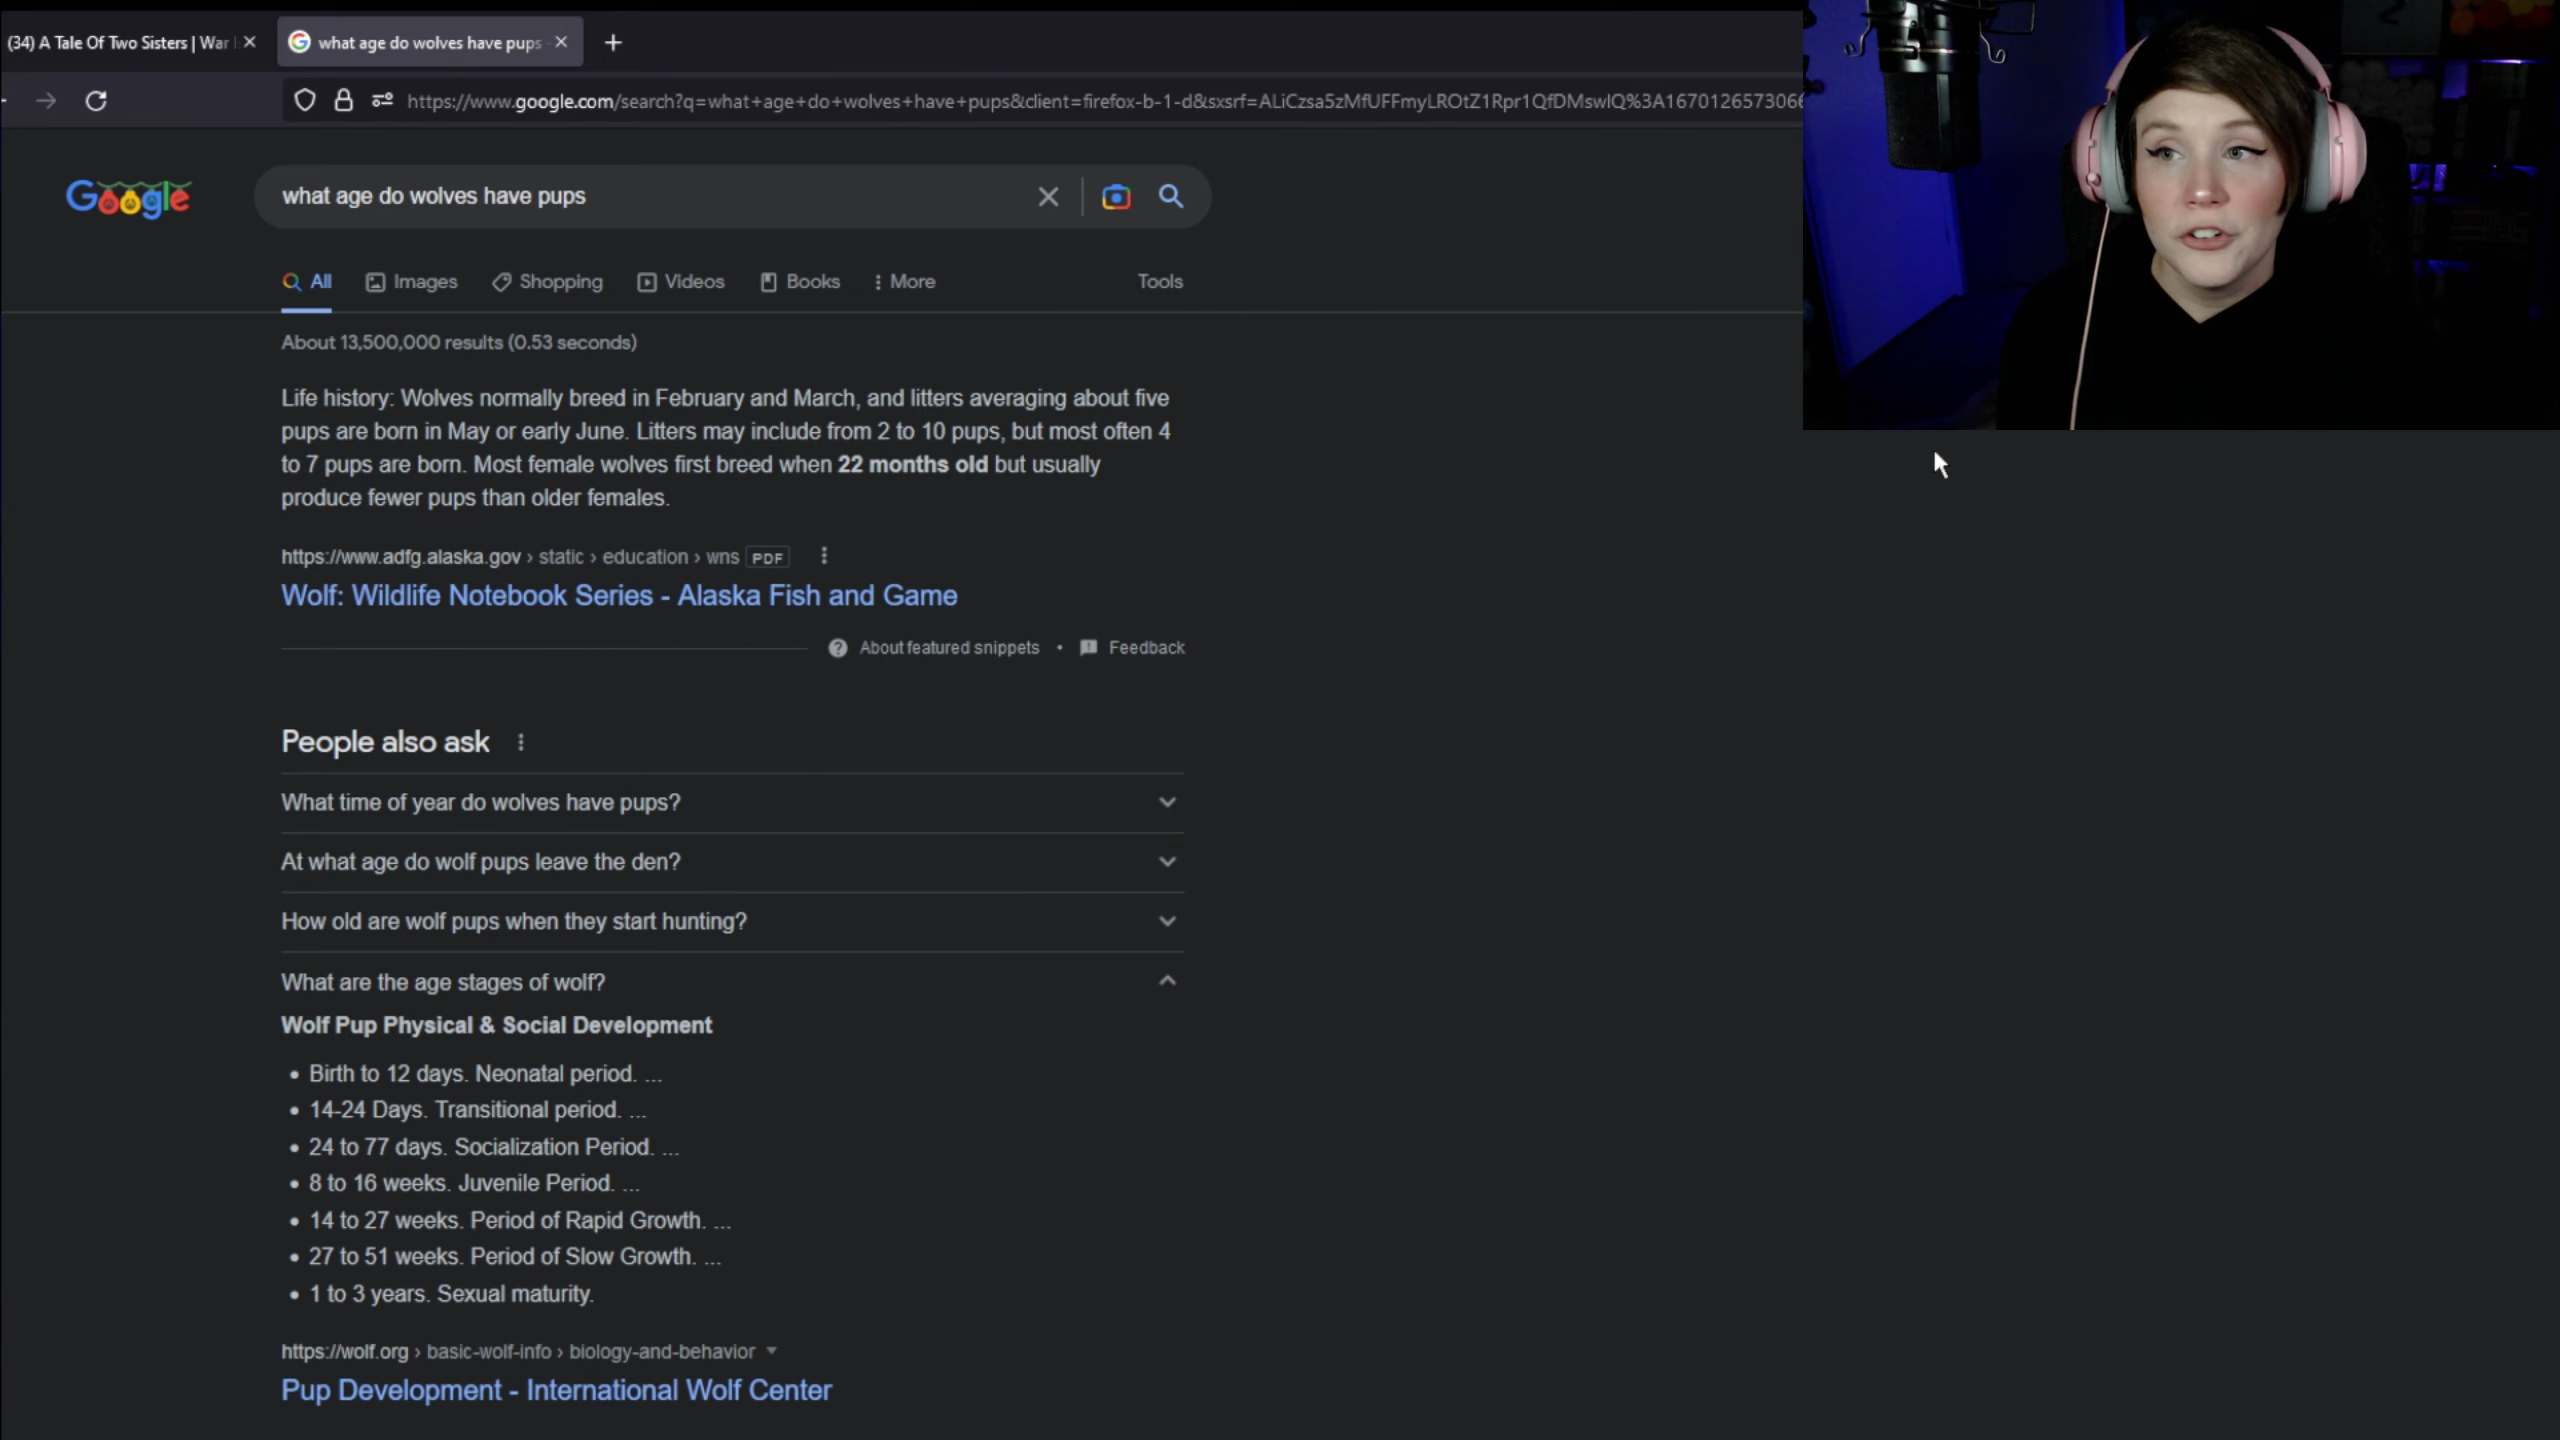 (34) A Tale Of Two Sisters | War
what age do wolves have pups
https://www.google.com/search?q=what+age+do+wolves+have+pups&client=firefox-b-1-d&sxsrf=ALiCzsa5zMfUFFmyLROtZ1Rpr1QfDMswIQ%3A1670126573066
Google
what age do wolves have pups
All Images Shopping Videos Books More Tools
About 13,500,000 results (0.53 seconds)
Life history: Wolves normally breed in February and March, and litters averaging about five
pups are born in May or early June. Litters may include from 2 to 10 pups, but most often 4
to 7 pups are born. Most female wolves first breed when 22 months old but usually
produce fewer pups than older females.
https://www.adfg.alaska.gov › static › education › wns PDF
Wolf: Wildlife Notebook Series - Alaska Fish and Game
About featured snippets • Feedback
People also ask
What time of year do wolves have pups?
At what age do wolf pups leave the den?
How old are wolf pups when they start hunting?
What are the age stages of wolf?
Wolf Pup Physical & Social Development
• Birth to 12 days. Neonatal period. ...
• 14-24 Days. Transitional period. ...
• 24 to 77 days. Socialization Period. ...
• 8 to 16 weeks. Juvenile Period. ...
• 14 to 27 weeks. Period of Rapid Growth. ...
• 27 to 51 weeks. Period of Slow Growth. ...
• 1 to 3 years. Sexual maturity.
https://wolf.org › basic-wolf-info › biology-and-behavior
Pup Development - International Wolf Center